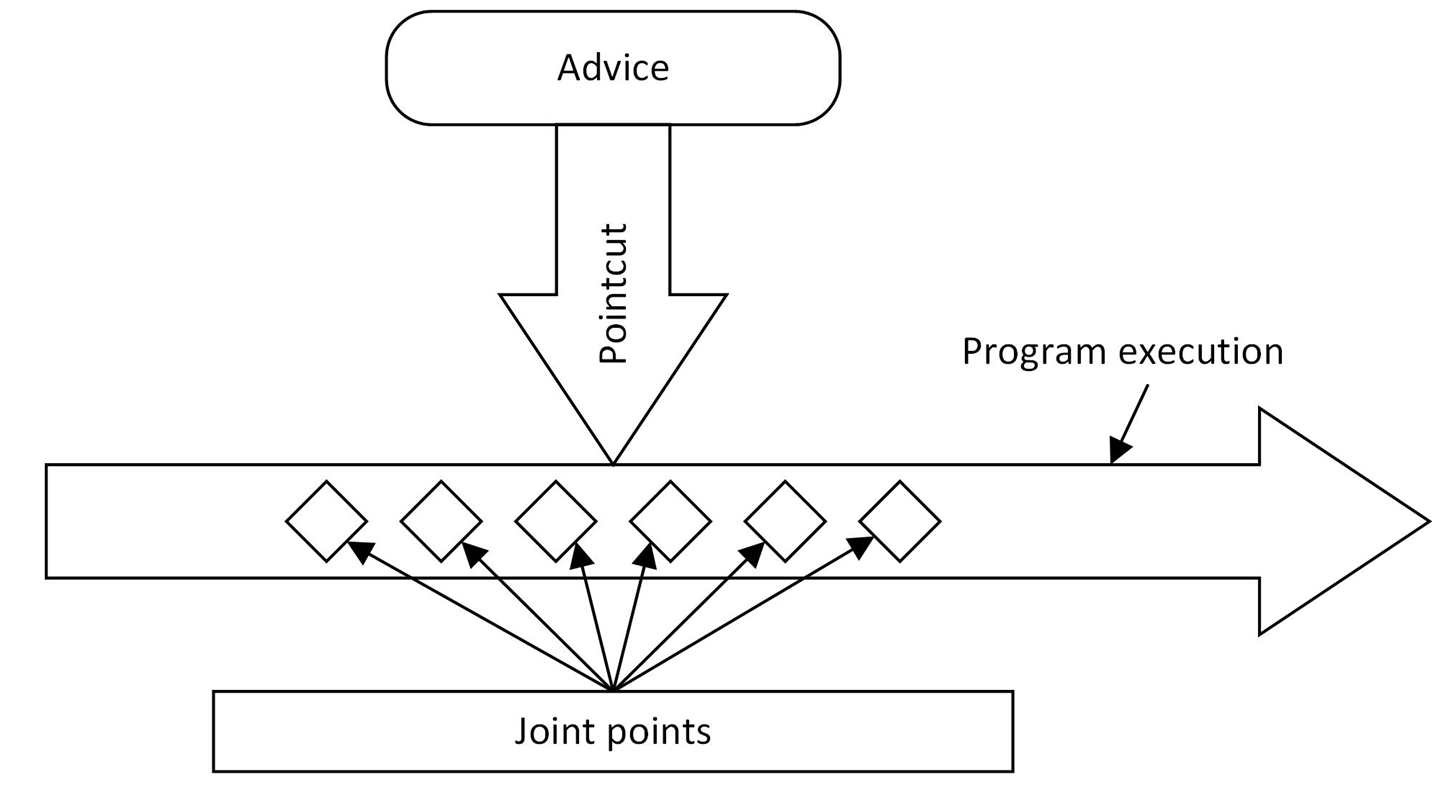 Advice
Pointcut
Program execution
Joint points